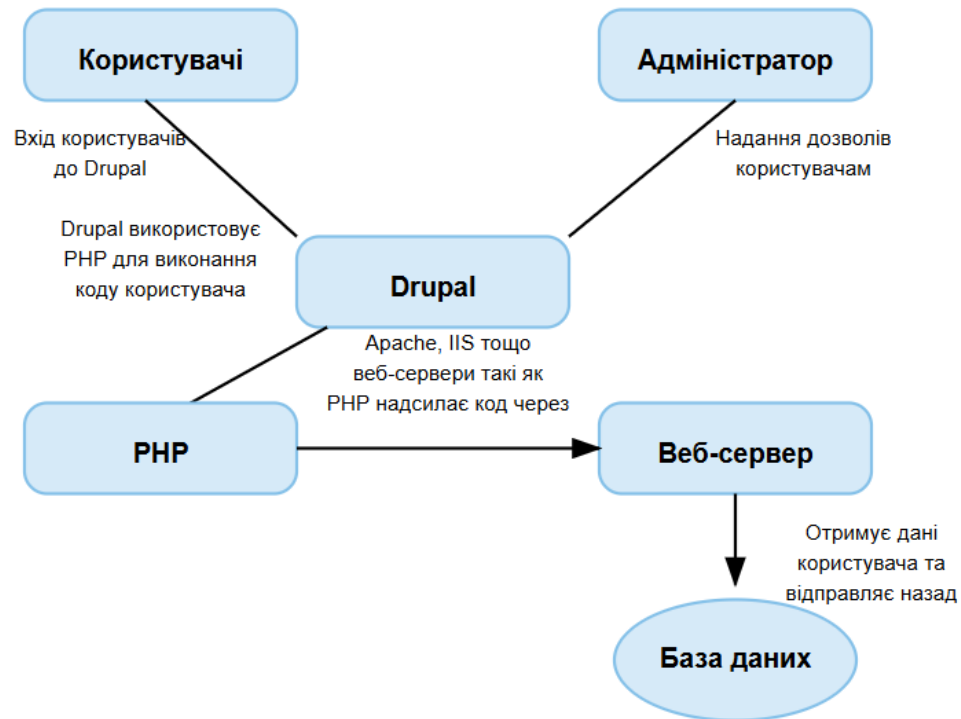 Користувачі
Адміністратор
Вхід користувачів
до Drupal
Надання дозволів
користувачам
Drupal використовує
PHP для виконання
коду користувача
Drupal
Apache, IIS тощо
веб-сервери такі як
PHP надсилає код через
PHP
Веб-сервер
Отримує дані
користувача та
відправляє назад
База даних